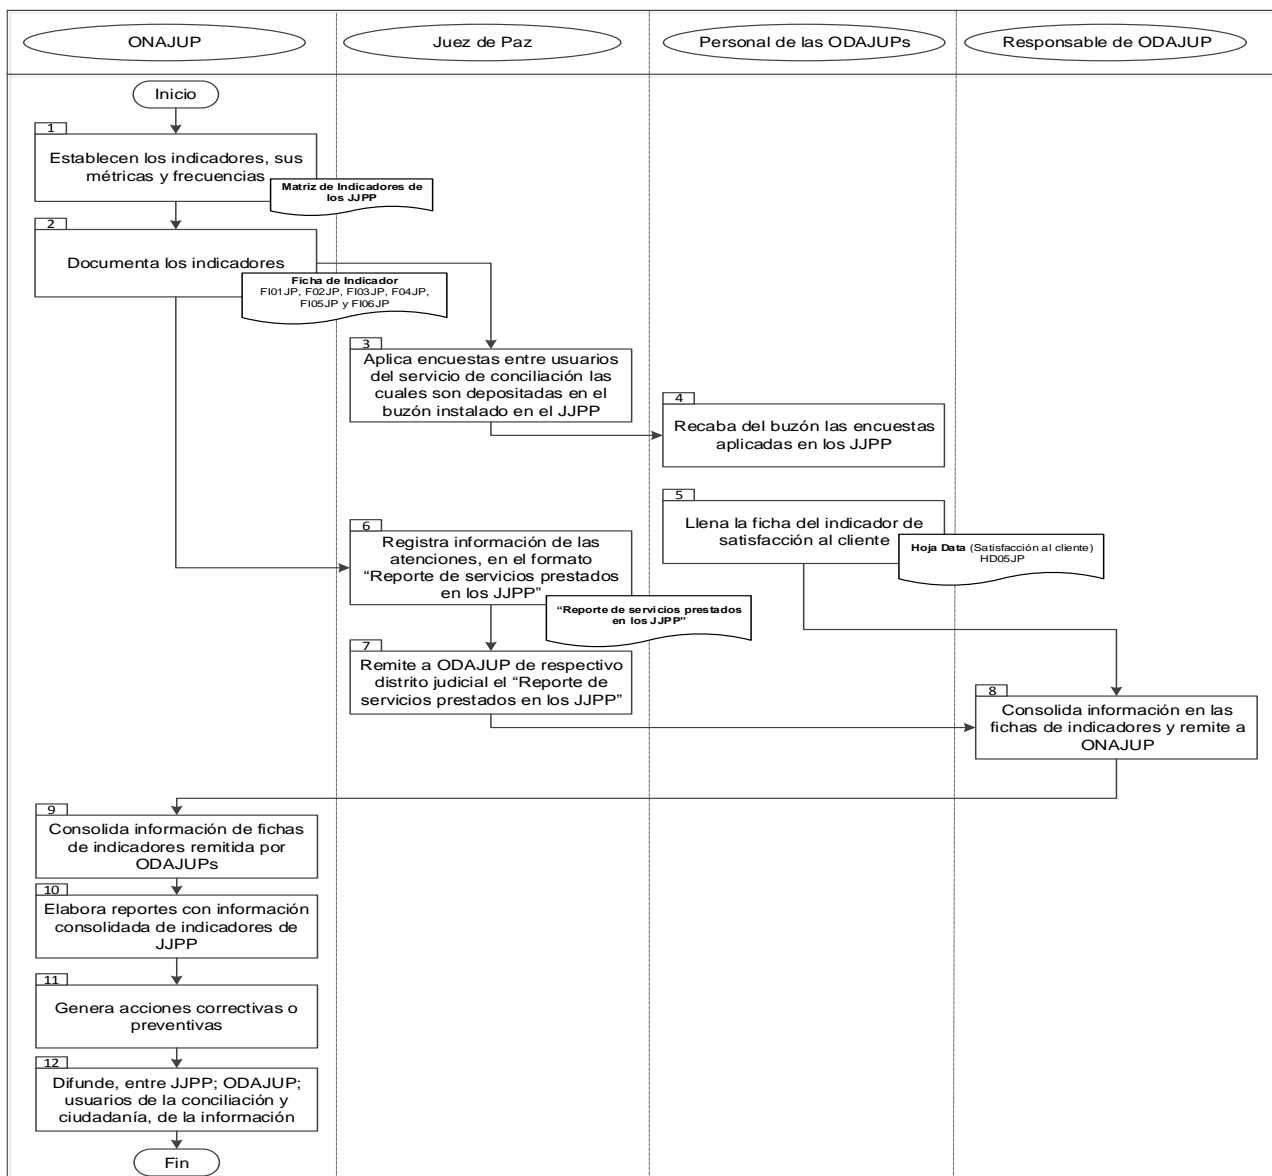 ONAJUP
Juez de Paz
Personal de las ODAJUPs
Responsable de ODAJUP
Inicio
1
Establecen los indicadores, sus
métricas y frecuencias
Matriz de Indicadores de
los JJPP
2
Documenta los indicadores
Ficha de Indicador
FI01JP, F02JP, FI03JP, F04JP,
FI05JP y FI06JP
3
Aplica encuestas entre usuarios
del servicio de conciliación las
cuales son depositadas en el
buzón instalado en el JJPP
4
Recaba del buzón las encuestas
aplicadas en los JJPP
5
Llena la ficha del indicador de
satisfacción al cliente
Hoja Data (Satisfacción al cliente)
HD05JP
6
Registra información de las
atenciones, en el formato
“Reporte de servicios prestados
en los JJPP”
“Reporte de servicios prestados
en los JJPP”
7
Remite a ODAJUP de respectivo
distrito judicial el “Reporte de
servicios prestados en los JJPP”
8
Consolida información en las
fichas de indicadores y remite a
ONAJUP
9
Consolida información de fichas
de indicadores remitida por
ODAJUPs
10
Elabora reportes con información
consolidada de indicadores de
JJPP
11
Genera acciones correctivas o
preventivas
12
Difunde, entre JJPP; ODAJUP;
usuarios de la conciliación y
ciudadanía, de la información
Fin